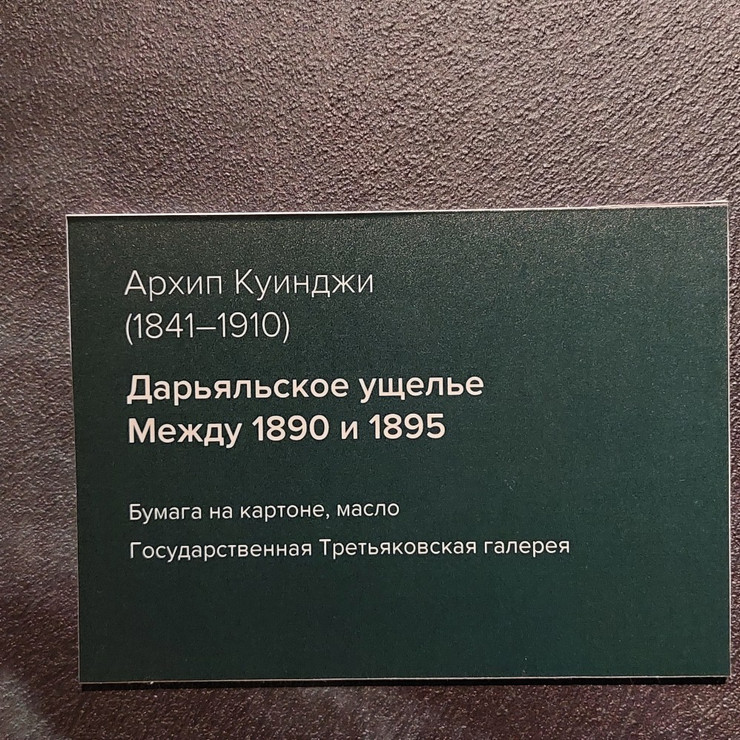 Архип Куинджи
(1841–1910)
Дарьяльское ущелье
Между 1890 и 1895
Бумага на картоне, масло
Государственная Третьяковская галерея